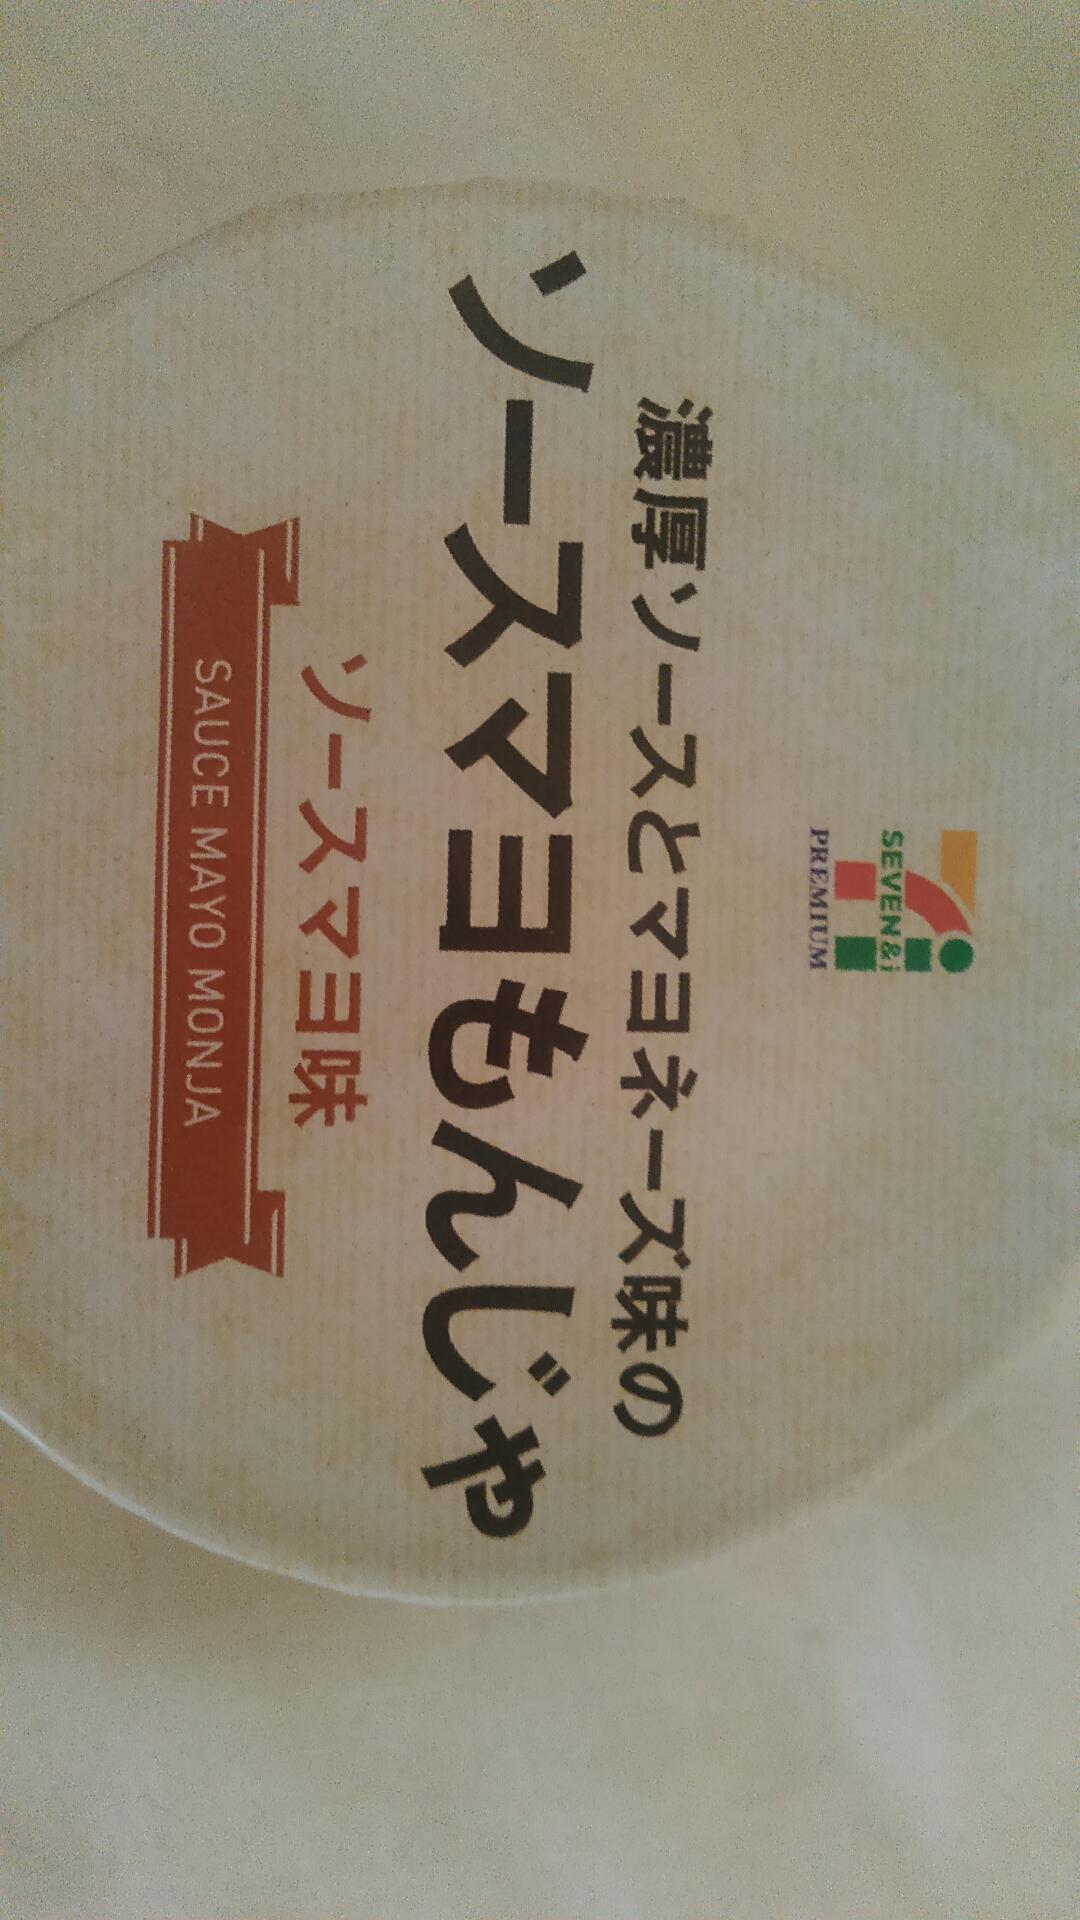 SEVEN&i
PREMIUM
濃厚ソースとマヨネーズ味の
ソースマヨもんじゃ
ソースマヨ味
SAUCE MAYO MONJA